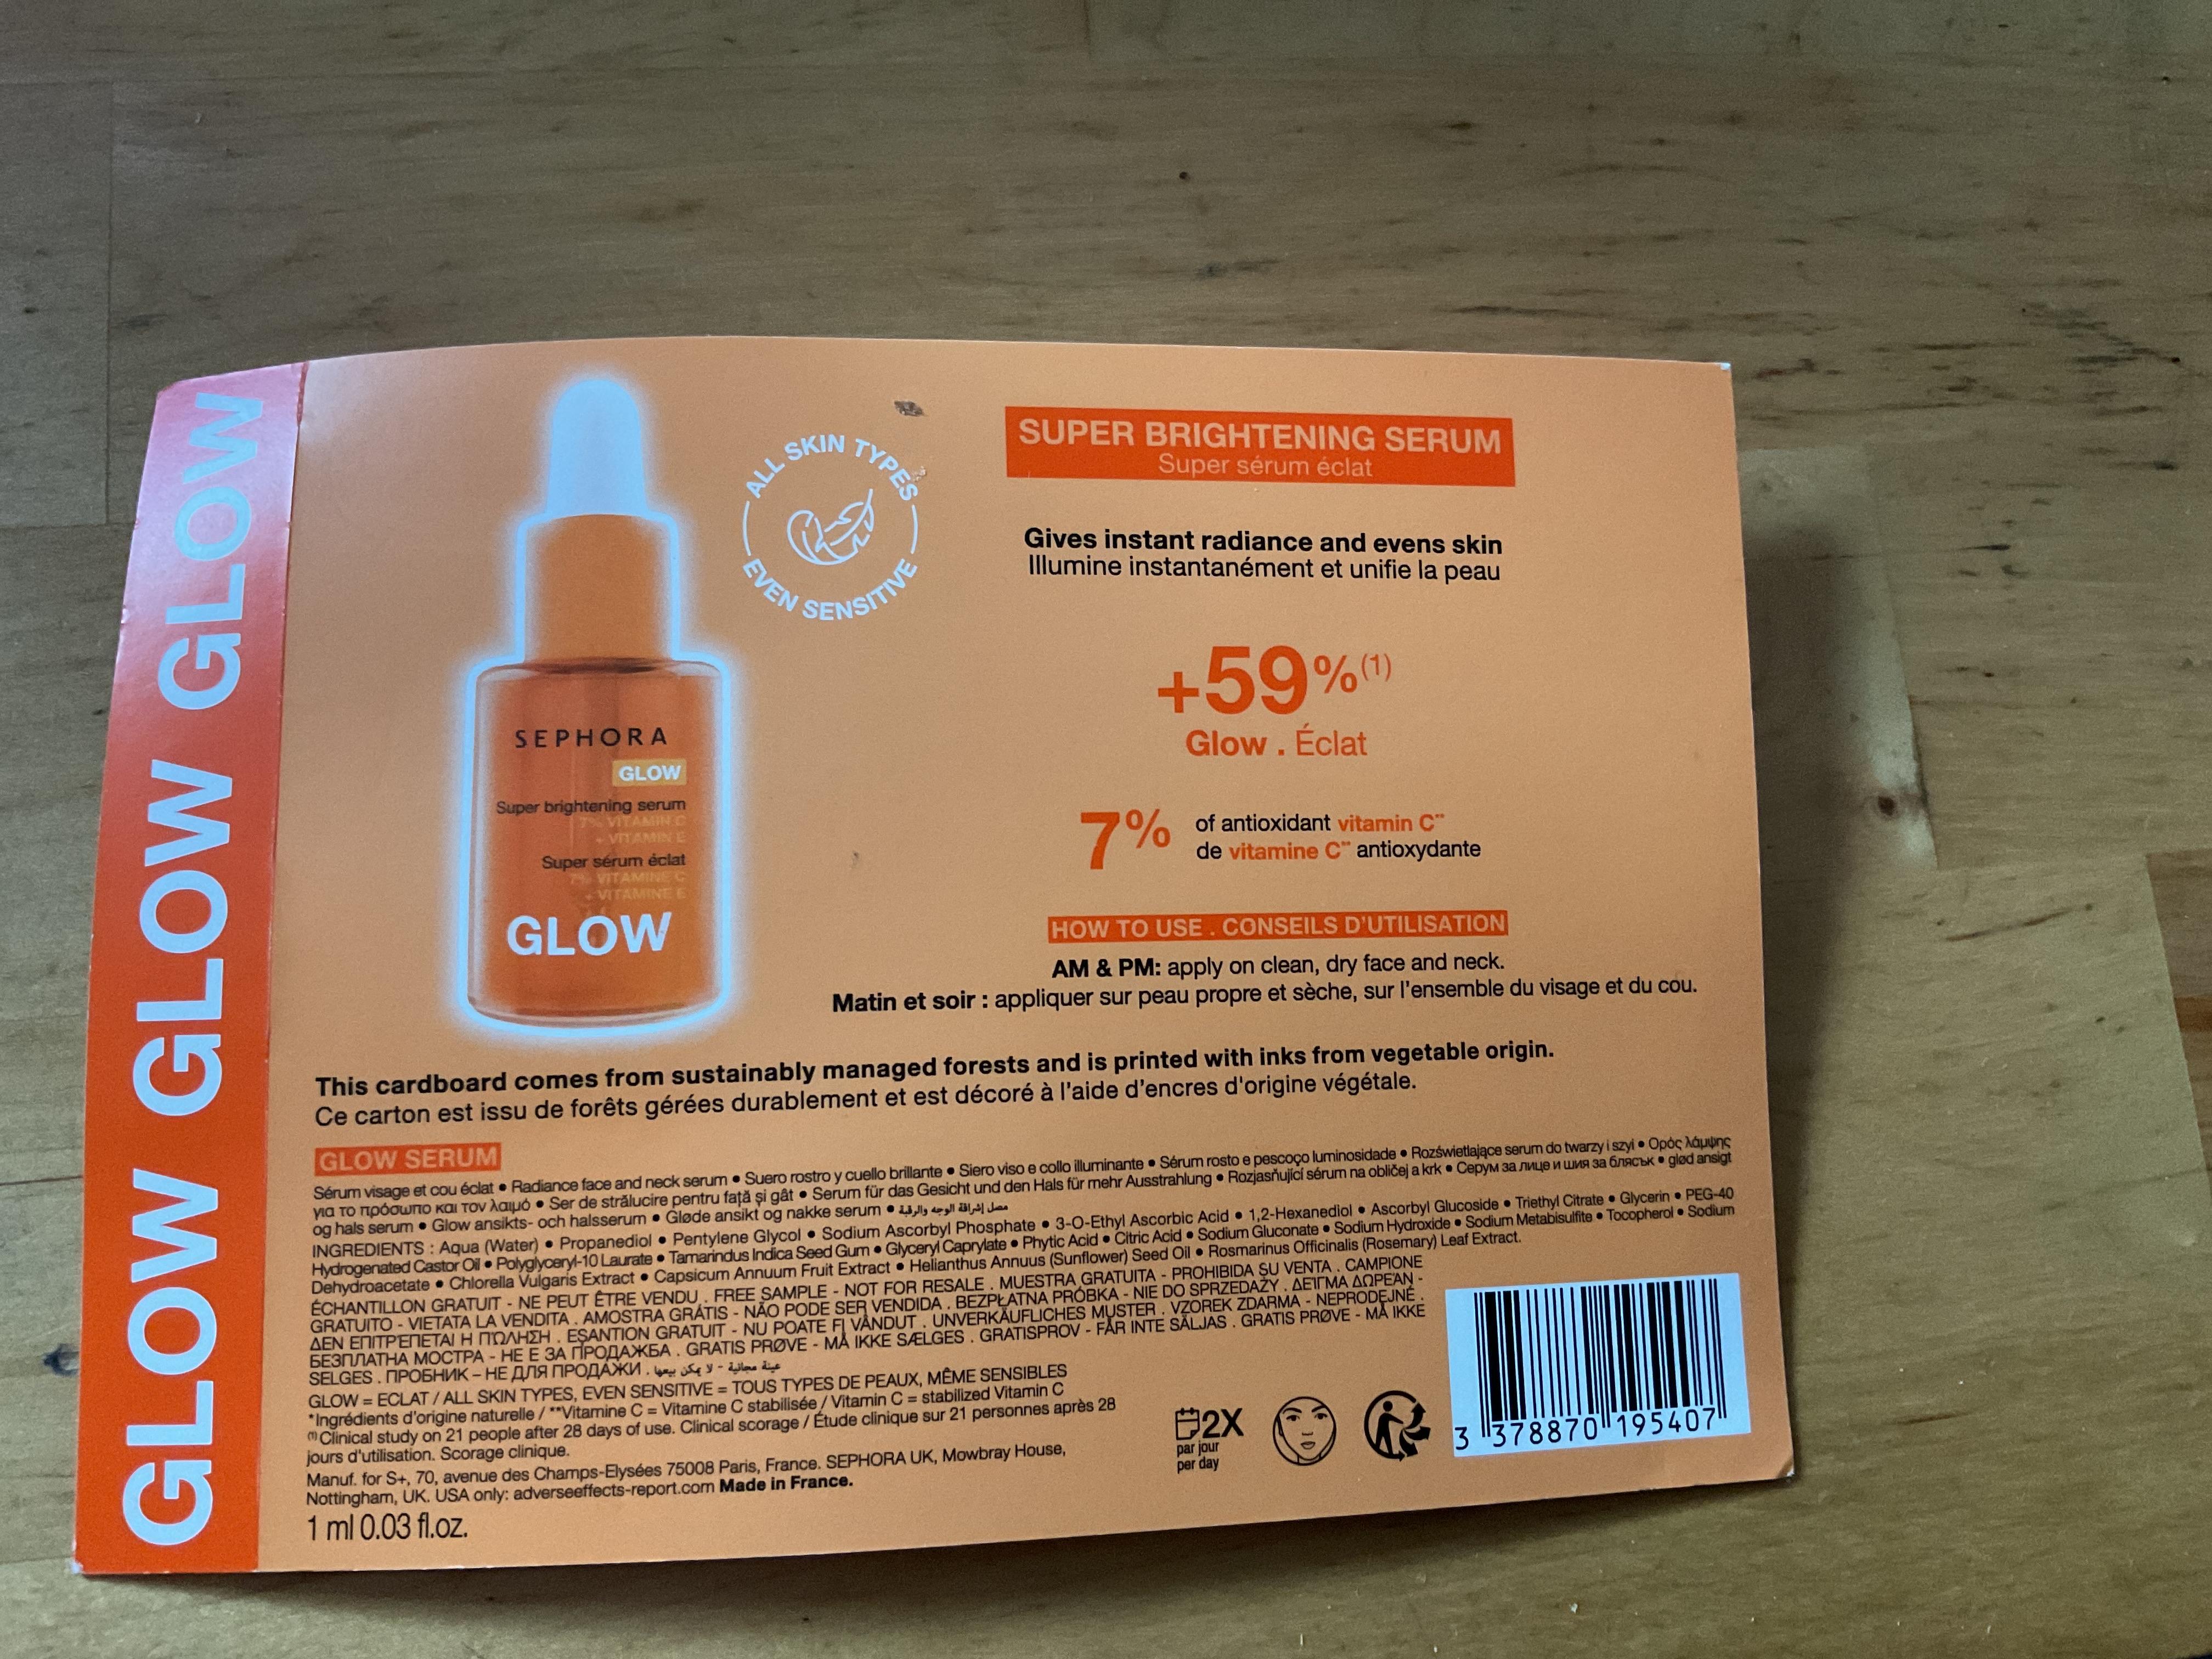 GLOW GLOW GLOW GLOW
ALL SKIN TYPES
EVEN SENSITIVE
SEPHORA
GLOW
Super brightening serum
7% VITAMIN C
+ VITAMIN E
Super sérum éclat
7% VITAMINE C
+ VITAMINE E
GLOW
SUPER BRIGHTENING SERUM
Super sérum éclat
Gives instant radiance and evens skin
Illumine instantanément et unifie la peau
+59%(1)
Glow . Éclat
7% of antioxidant vitamin C**
de vitamine C** antioxydante
HOW TO USE . CONSEILS D'UTILISATION
AM & PM: apply on clean, dry face and neck.
Matin et soir : appliquer sur peau propre et sèche, sur l'ensemble du visage et du cou.
This cardboard comes from sustainably managed forests and is printed with inks from vegetable origin.
Ce carton est issu de forêts gérées durablement et est décoré à l'aide d'encres d'origine végétale.
GLOW SERUM
Sérum visage et cou éclat • Radiance face and neck serum • Suero rostro y cuello brillante • Siero viso e collo illuminante • Sérum rosto e pescoço luminosidade • Rozświetlające serum do twarzy i szyi • Ορός λάμψης
για το πρόσωπο και τον λαιμό • Ser de strălucire pentru față și gât • Serum für das Gesicht und den Hals für mehr Ausstrahlung • Rozjasňující sérum na obličej a krk • Серум за лице и шия за блясък • glød ansigt
og hals serum • Glow ansikts- och halsserum • Gløde ansikt og nakke serum • مصل إشراقة الوجه والرقبة
INGREDIENTS : Aqua (Water) • Propanediol • Pentylene Glycol • Sodium Ascorbyl Phosphate • 3-O-Ethyl Ascorbic Acid • 1,2-Hexanediol • Ascorbyl Glucoside • Triethyl Citrate • Glycerin • PEG-40
Hydrogenated Castor Oil • Polyglyceryl-10 Laurate • Tamarindus Indica Seed Gum • Glyceryl Caprylate • Phytic Acid • Citric Acid • Sodium Gluconate • Sodium Hydroxide • Sodium Metabisulfite • Tocopherol • Sodium
Dehydroacetate • Chlorella Vulgaris Extract • Capsicum Annuum Fruit Extract • Helianthus Annuus (Sunflower) Seed Oil • Rosmarinus Officinalis (Rosemary) Leaf Extract.
ÉCHANTILLON GRATUIT - NE PEUT ÊTRE VENDU . FREE SAMPLE - NOT FOR RESALE . MUESTRA GRATUITA - PROHIBIDA SU VENTA . CAMPIONE
GRATUITO - VIETATA LA VENDITA . AMOSTRA GRÁTIS - NÃO PODE SER VENDIDA . BEZPŁATNA PRÓBKA - NIE DO SPRZEDAŻY . ΔΕΙΓΜΑ ΔΩΡΕΑΝ -
ΔΕΝ ΕΠΙΤΡΕΠΕΤΑΙ Η ΠΩΛΗΣΗ . EȘANTION GRATUIT - NU POATE FI VÂNDUT . UNVERKÄUFLICHES MUSTER . VZOREK ZDARMA - NEPRODEJNÉ .
БЕЗПЛАТНА МОСТРА - НЕ Е ЗА ПРОДАЖБА . GRATIS PRØVE - MÅ IKKE SÆLGES . GRATISPROV - FÅR INTE SÄLJAS . GRATIS PRØVE - MÅ IKKE
SELGES . ПРОБНИК – НЕ ДЛЯ ПРОДАЖИ . عينة مجانية - لا يمكن بيعها
GLOW = ECLAT / ALL SKIN TYPES, EVEN SENSITIVE = TOUS TYPES DE PEAUX, MÊME SENSIBLES
*Ingrédients d'origine naturelle / **Vitamine C = Vitamine C stabilisée / Vitamin C = stabilized Vitamin C
(1) Clinical study on 21 people after 28 days of use. Clinical scorage / Étude clinique sur 21 personnes après 28
jours d'utilisation. Scorage clinique.
Manuf. for S+, 70, avenue des Champs-Elysées 75008 Paris, France. SEPHORA UK, Mowbray House,
Nottingham, UK. USA only: adverseeffects-report.com Made in France.
1 ml 0.03 fl.oz.
2X
par jour
per day
3 378870 195407